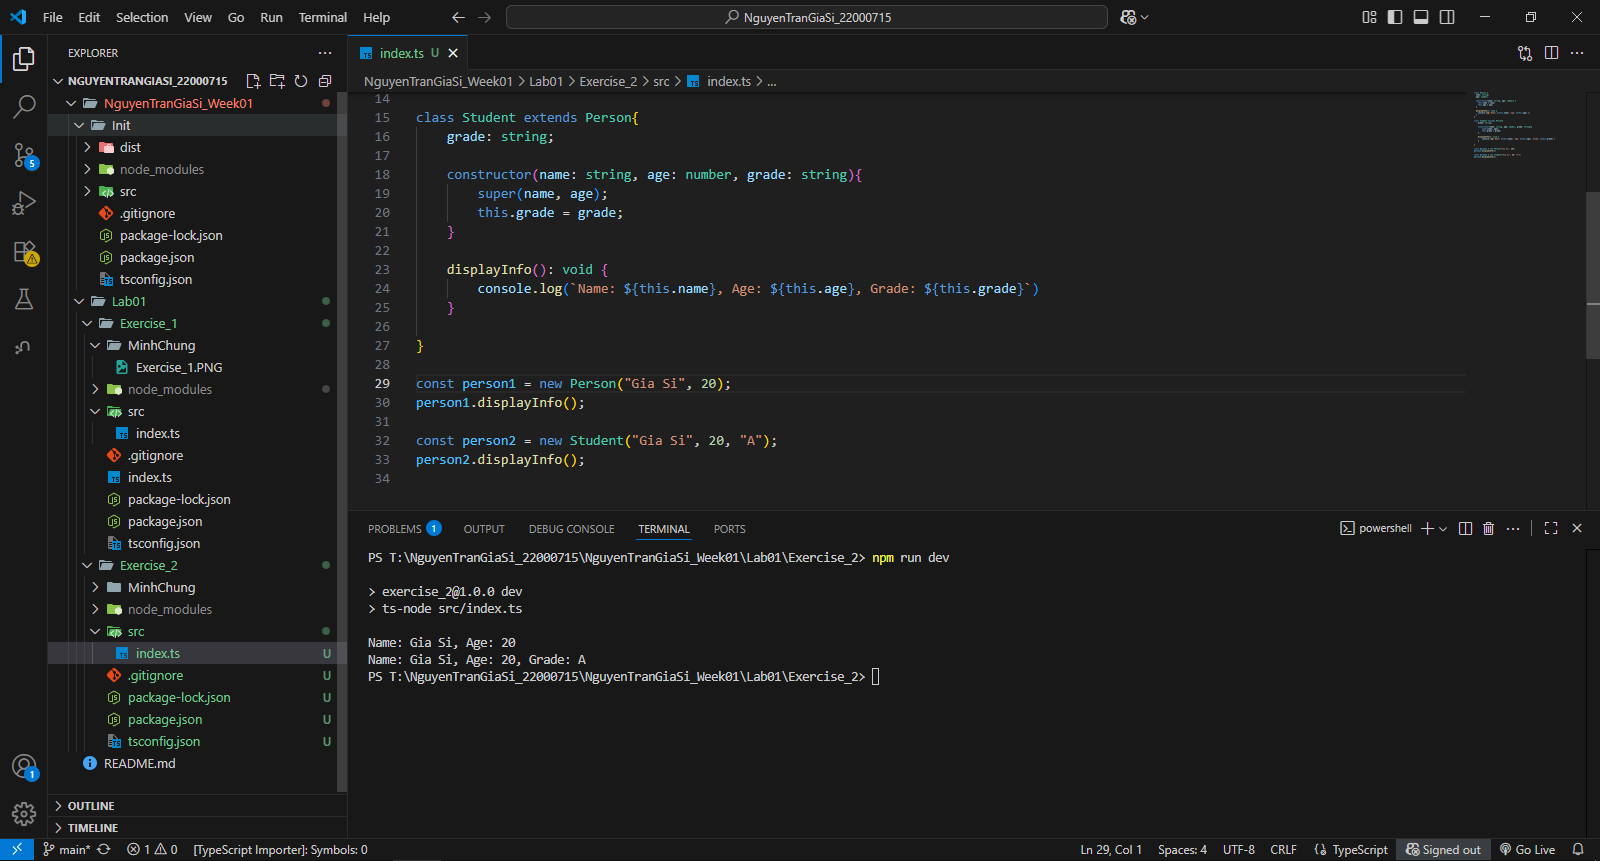 File Edit Selection View Go Run Terminal Help
NguyenTranGiaSi_22000715
EXPLORER
NGUYENTRANGIASI_22000715
NguyenTranGiaSi_Week01
Init
dist
node_modules
src
.gitignore
package-lock.json
package.json
tsconfig.json
Lab01
Exercise_1
MinhChung
Exercise_1.PNG
node_modules
src
index.ts
.gitignore
index.ts
package-lock.json
package.json
tsconfig.json
Exercise_2
MinhChung
node_modules
src
index.ts U
.gitignore U
package-lock.json U
package.json U
tsconfig.json U
README.md
OUTLINE
TIMELINE
5
1
index.ts U
NguyenTranGiaSi_Week01 > Lab01 > Exercise_2 > src > index.ts > ...
14
15 class Student extends Person{
16 grade: string;
17
18 constructor(name: string, age: number, grade: string){
19 super(name, age);
20 this.grade = grade;
21 }
22
23 displayInfo(): void {
24 console.log(`Name: ${this.name}, Age: ${this.age}, Grade: ${this.grade}`)
25 }
26
27 }
28
29 const person1 = new Person("Gia Si", 20);
30 person1.displayInfo();
31
32 const person2 = new Student("Gia Si", 20, "A");
33 person2.displayInfo();
34
PROBLEMS 1 OUTPUT DEBUG CONSOLE TERMINAL PORTS
powershell
PS T:\NguyenTranGiaSi_22000715\NguyenTranGiaSi_Week01\Lab01\Exercise_2> npm run dev
> exercise_2@1.0.0 dev
> ts-node src/index.ts
Name: Gia Si, Age: 20
Name: Gia Si, Age: 20, Grade: A
PS T:\NguyenTranGiaSi_22000715\NguyenTranGiaSi_Week01\Lab01\Exercise_2>
main* 1 0 [TypeScript Importer]: Symbols: 0 Ln 29, Col 1 Spaces: 4 UTF-8 CRLF {} TypeScript Signed out Go Live